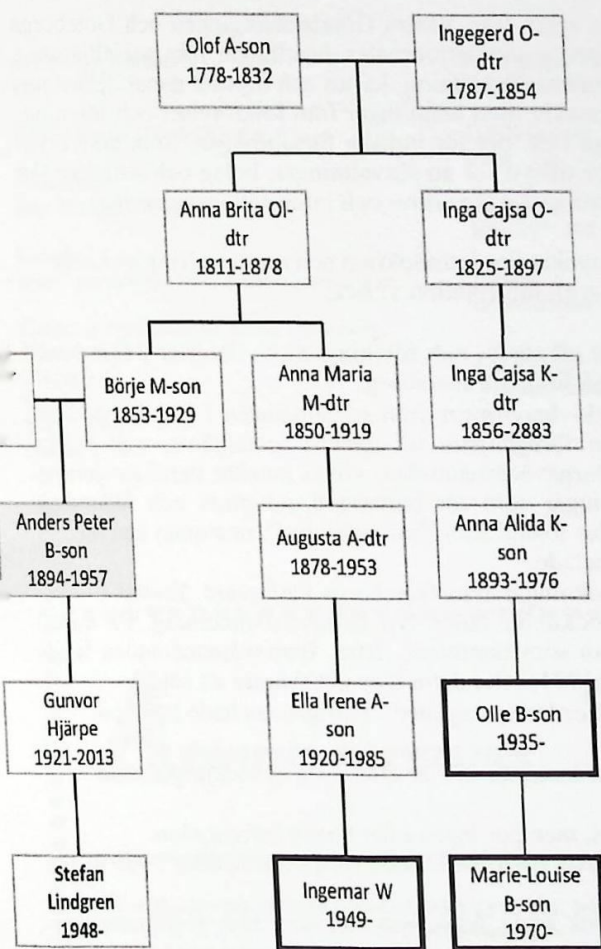 Olof A-son
1778-1832
Ingegerd O-
dtr
1787-1854
Anna Brita Ol-
dtr
1811-1878
Inga Cajsa O-
dtr
1825-1897
Börje M-son
1853-1929
Anna Maria
M-dtr
1850-1919
Inga Cajsa K-
dtr
1856-2883
Anders Peter
B-son
1894-1957
Augusta A-dtr
1878-1953
Anna Alida K-
son
1893-1976
Gunvor
Hjärpe
1921-2013
Ella Irene A-
son
1920-1985
Olle B-son
1935-
Stefan
Lindgren
1948-
Ingemar W
1949-
Marie-Louise
B-son
1970-